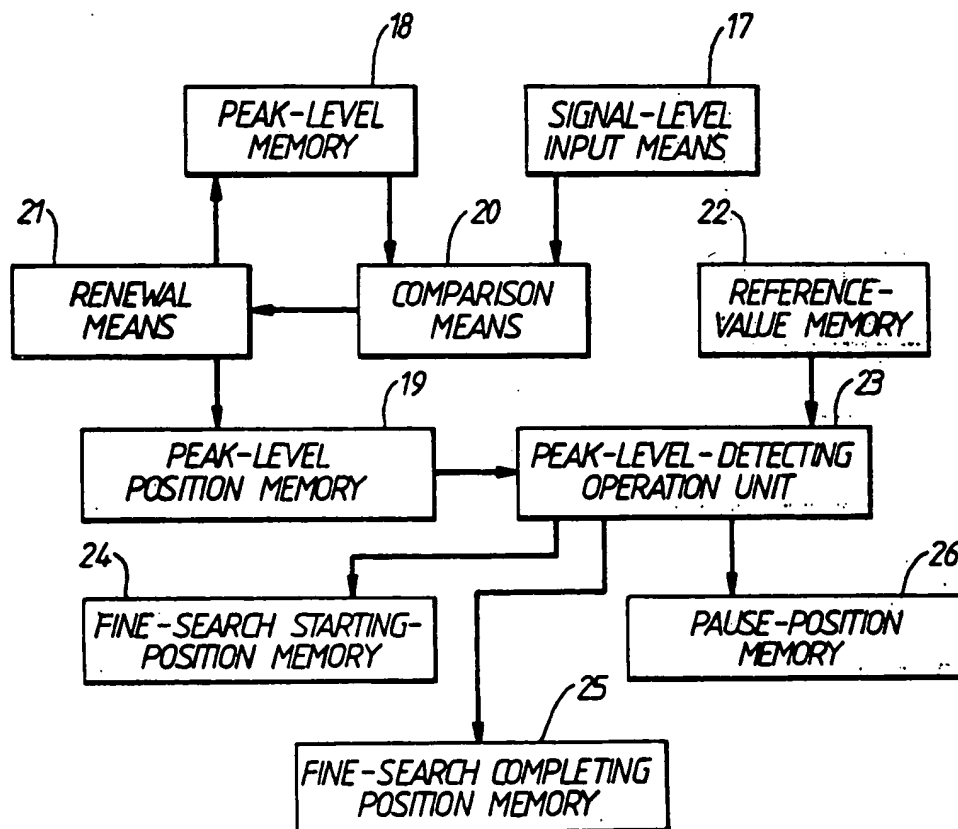 18
17
PEAK-LEVEL
MEMORY
SIGNAL-LEVEL
INPUT MEANS
21
20
22
RENEWAL
MEANS
COMPARISON
MEANS
REFERENCE-
VALUE MEMORY
19
23
PEAK-LEVEL
POSITION MEMORY
PEAK-LEVEL-DETECTING
OPERATION UNIT
24
26
FINE-SEARCH STARTING-
POSITION MEMORY
PAUSE-POSITION
MEMORY
25
FINE-SEARCH COMPLETING
POSITION MEMORY